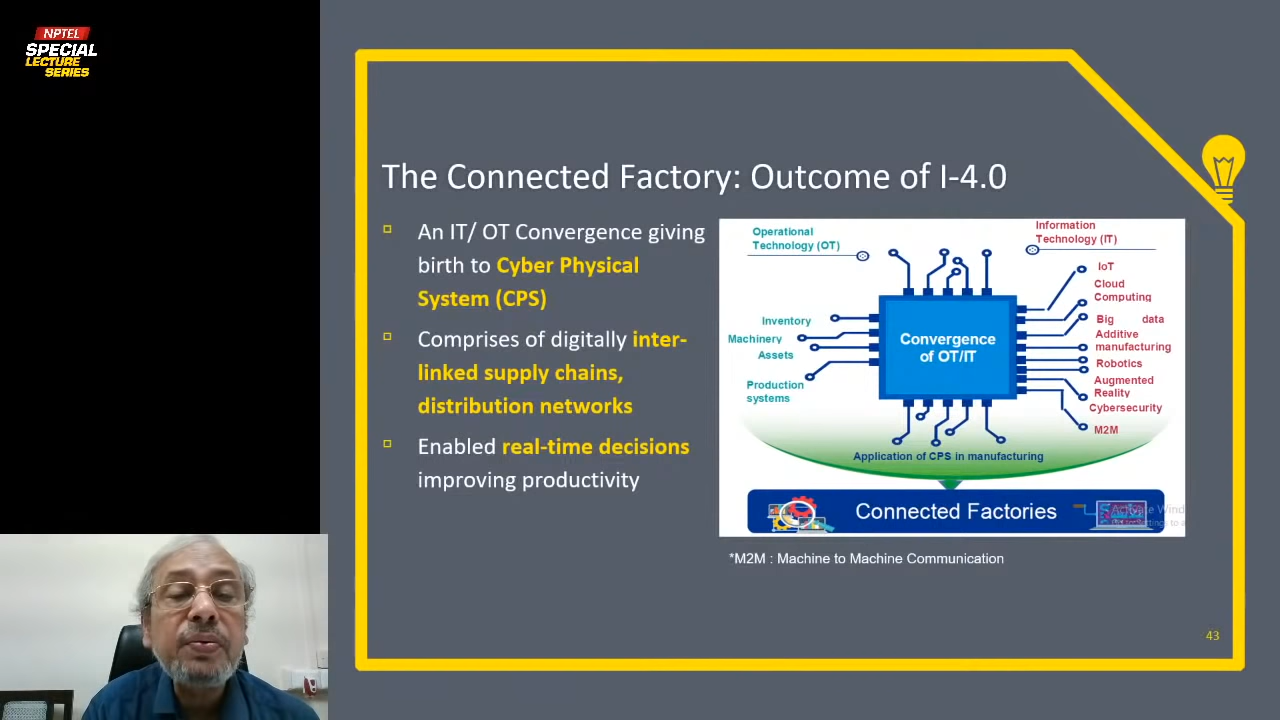 NPTEL
SPECIAL
LECTURE
SERIES
The Connected Factory: Outcome of I-4.0
An IT/ OT Convergence giving
birth to Cyber Physical
System (CPS)
Comprises of digitally inter-
linked supply chains,
distribution networks
Enabled real-time decisions
improving productivity
Operational
Technology (OT)
Information
Technology (IT)
Inventory
Machinery
Assets
Production
systems
Convergence
of OT/IT
IoT
Cloud
Computing
Big data
Additive
manufacturing
Robotics
Augmented
Reality
Cybersecurity
M2M
Application of CPS in manufacturing
Connected Factories
Activate Wind
*M2M : Machine to Machine Communication
43